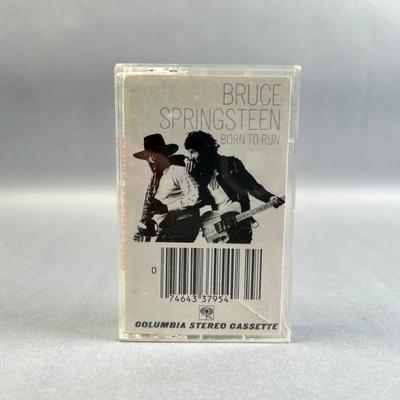 BRUCE
SPRINGSTEEN
BORN TO RUN
0
74643 37954
COLUMBIA STEREO CASSETTE